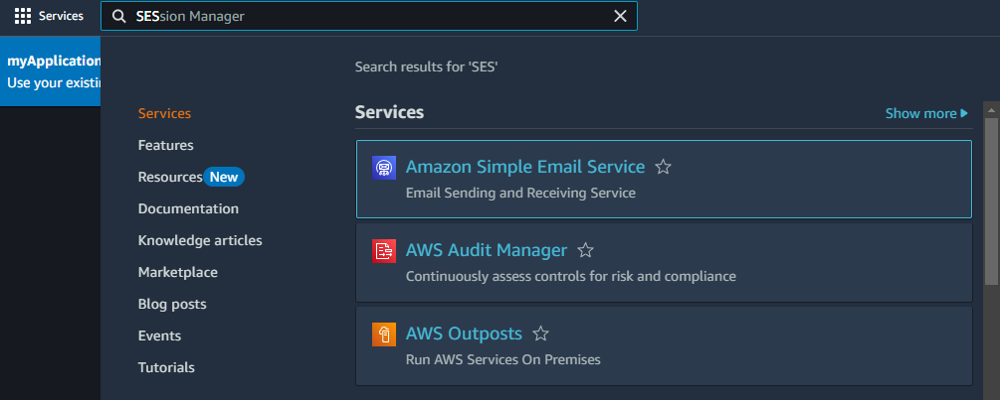 Services
SESsion Manager
myApplication
Use your existin
Search results for 'SES'
Services
Features
Resources New
Documentation
Knowledge articles
Marketplace
Blog posts
Events
Tutorials
Services
Show more
Amazon Simple Email Service
Email Sending and Receiving Service
AWS Audit Manager
Continuously assess controls for risk and compliance
AWS Outposts
Run AWS Services On Premises